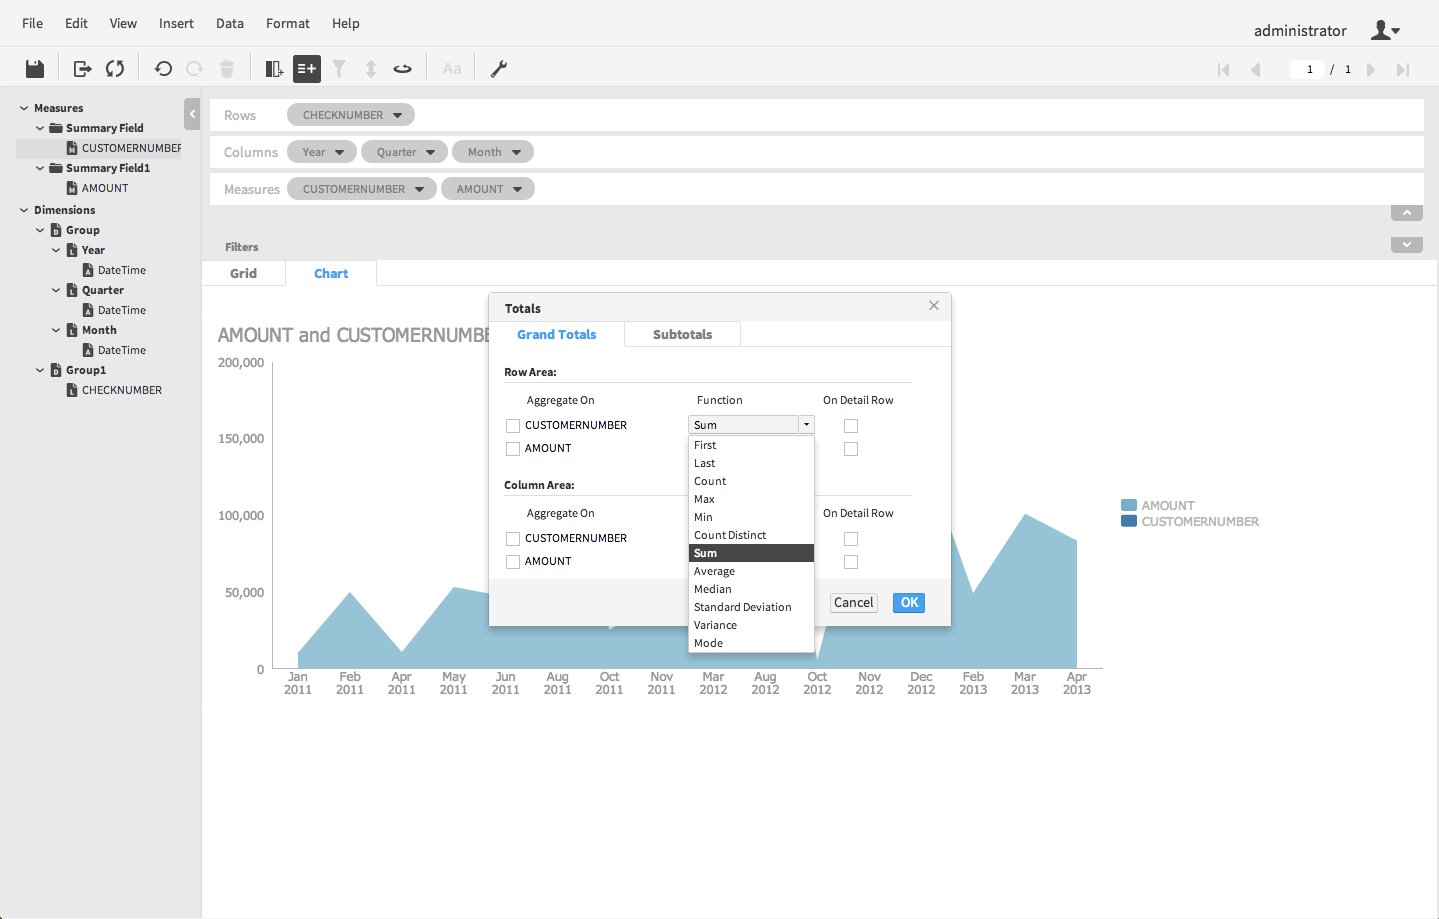 File Edit View Insert Data Format Help
administrator
Aa
1 / 1
Measures
Summary Field
CUSTOMERNUMBER
Summary Field1
AMOUNT
Dimensions
Group
Year
DateTime
Quarter
DateTime
Month
DateTime
Group1
CHECKNUMBER
Rows CHECKNUMBER
Columns Year Quarter Month
Measures CUSTOMERNUMBER AMOUNT
Filters
Grid Chart
AMOUNT and CUSTOMERNUMBE
200,000
150,000
100,000
50,000
0
Jan 2011
Feb 2011
Apr 2011
May 2011
Jun 2011
Aug 2011
Oct 2011
Nov 2011
Mar 2012
Aug 2012
Oct 2012
Nov 2012
Dec 2012
Feb 2013
Mar 2013
Apr 2013
AMOUNT
CUSTOMERNUMBER
Totals
Grand Totals Subtotals
Row Area:
Aggregate On Function On Detail Row
CUSTOMERNUMBER Sum
AMOUNT
Column Area:
Aggregate On On Detail Row
CUSTOMERNUMBER
AMOUNT
First
Last
Count
Max
Min
Count Distinct
Sum
Average
Median
Standard Deviation
Variance
Mode
Cancel OK